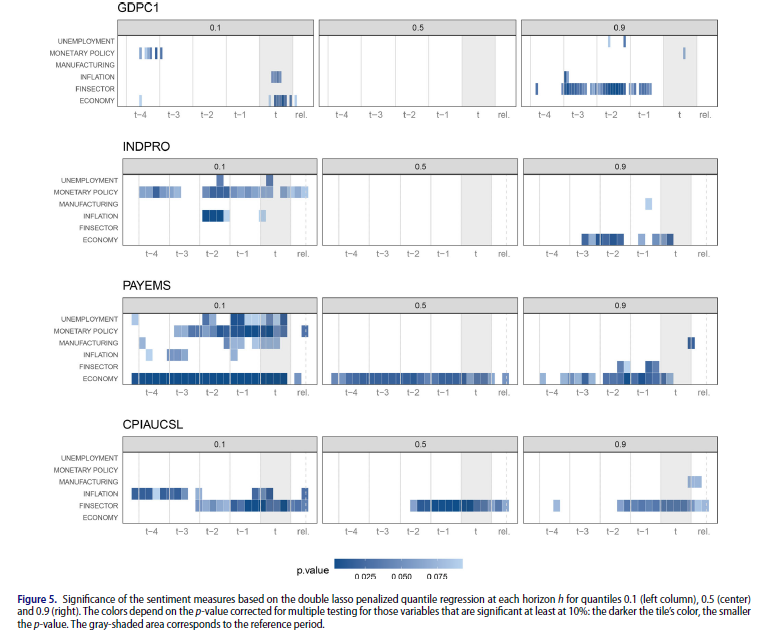 GDPC1
0.1 0.5 0.9
UNEMPLOYMENT
MONETARY POLICY
MANUFACTURING
INFLATION
FINSECTOR
ECONOMY
t−4 t−3 t−2 t−1 t rel. t−4 t−3 t−2 t−1 t rel. t−4 t−3 t−2 t−1 t rel.
INDPRO
0.1 0.5 0.9
UNEMPLOYMENT
MONETARY POLICY
MANUFACTURING
INFLATION
FINSECTOR
ECONOMY
t−4 t−3 t−2 t−1 t rel. t−4 t−3 t−2 t−1 t rel. t−4 t−3 t−2 t−1 t rel.
PAYEMS
0.1 0.5 0.9
UNEMPLOYMENT
MONETARY POLICY
MANUFACTURING
INFLATION
FINSECTOR
ECONOMY
t−4 t−3 t−2 t−1 t rel. t−4 t−3 t−2 t−1 t rel. t−4 t−3 t−2 t−1 t rel.
CPIAUCSL
0.1 0.5 0.9
UNEMPLOYMENT
MONETARY POLICY
MANUFACTURING
INFLATION
FINSECTOR
ECONOMY
t−4 t−3 t−2 t−1 t rel. t−4 t−3 t−2 t−1 t rel. t−4 t−3 t−2 t−1 t rel.
p.value 0.025 0.050 0.075
Figure 5. Significance of the sentiment measures based on the double lasso penalized quantile regression at each horizon h for quantiles 0.1 (left column), 0.5 (center)
and 0.9 (right). The colors depend on the p-value corrected for multiple testing for those variables that are significant at least at 10%: the darker the tile's color, the smaller
the p-value. The gray-shaded area corresponds to the reference period.